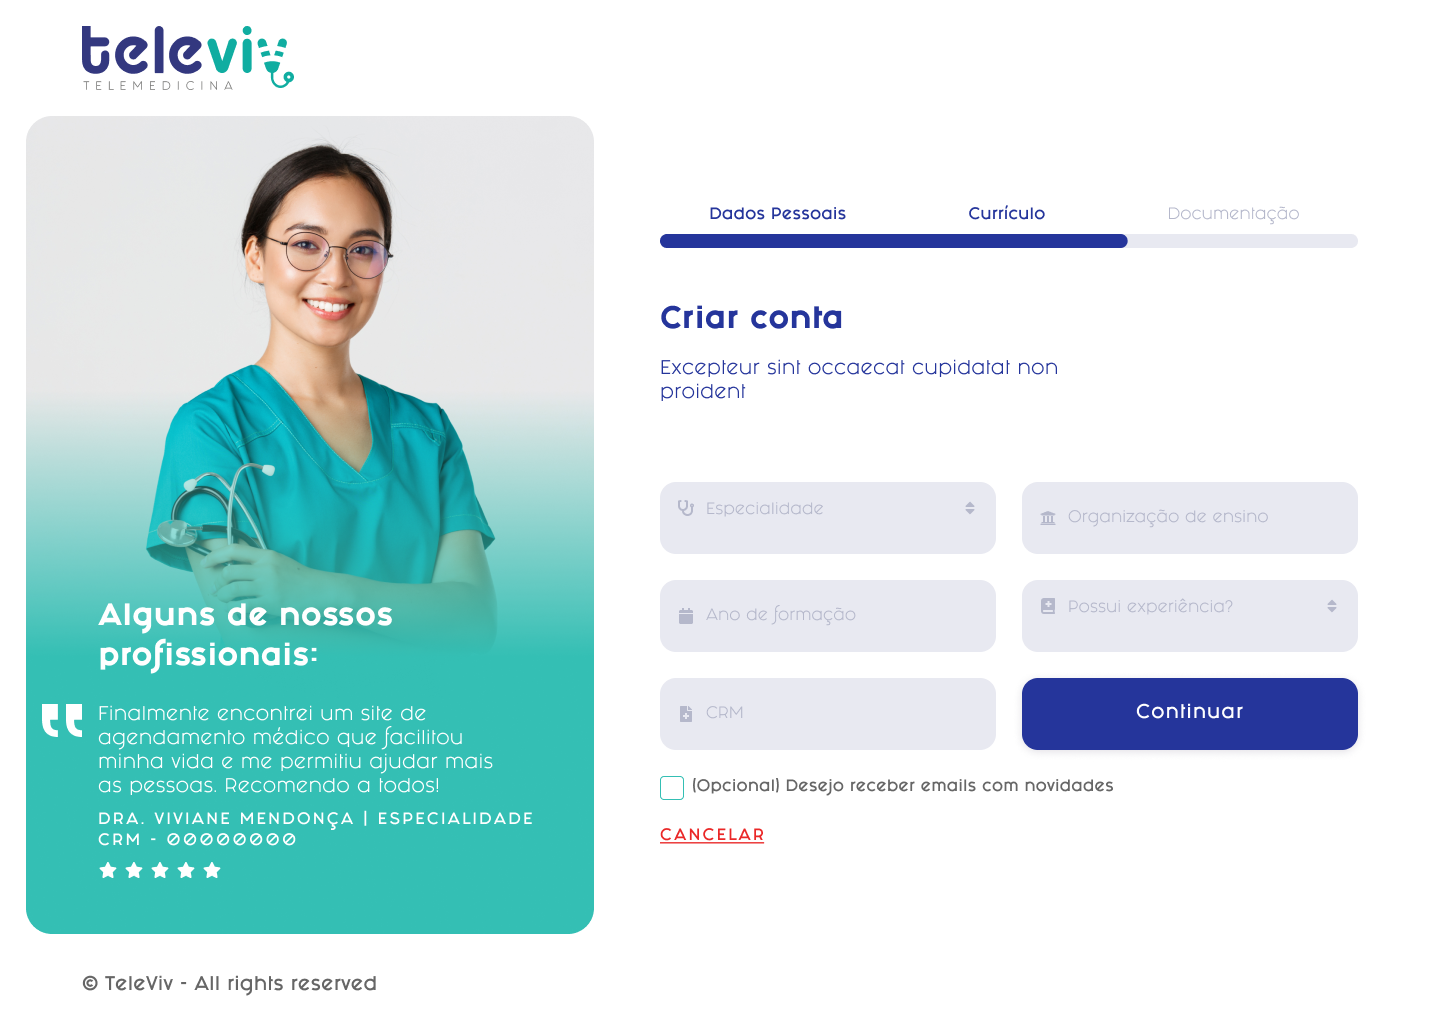 televiv
TELEMEDICINA
Alguns de nossos
profissionais:
Finalmente encontrei um site de
agendamento médico que facilitou
minha vida e me permitiu ajudar mais
as pessoas. Recomendo a todos!
DRA. VIVIANE MENDONÇA | ESPECIALIDADE
CRM - 00000000
Dados Pessoais Currículo Documentação
Criar conta
Excepteur sint occaecat cupidatat non
proident
Especialidade
Organização de ensino
Ano de formação
Possui experiência?
CRM
Continuar
(Opcional) Desejo receber emails com novidades
CANCELAR
© TeleViv - All rights reserved